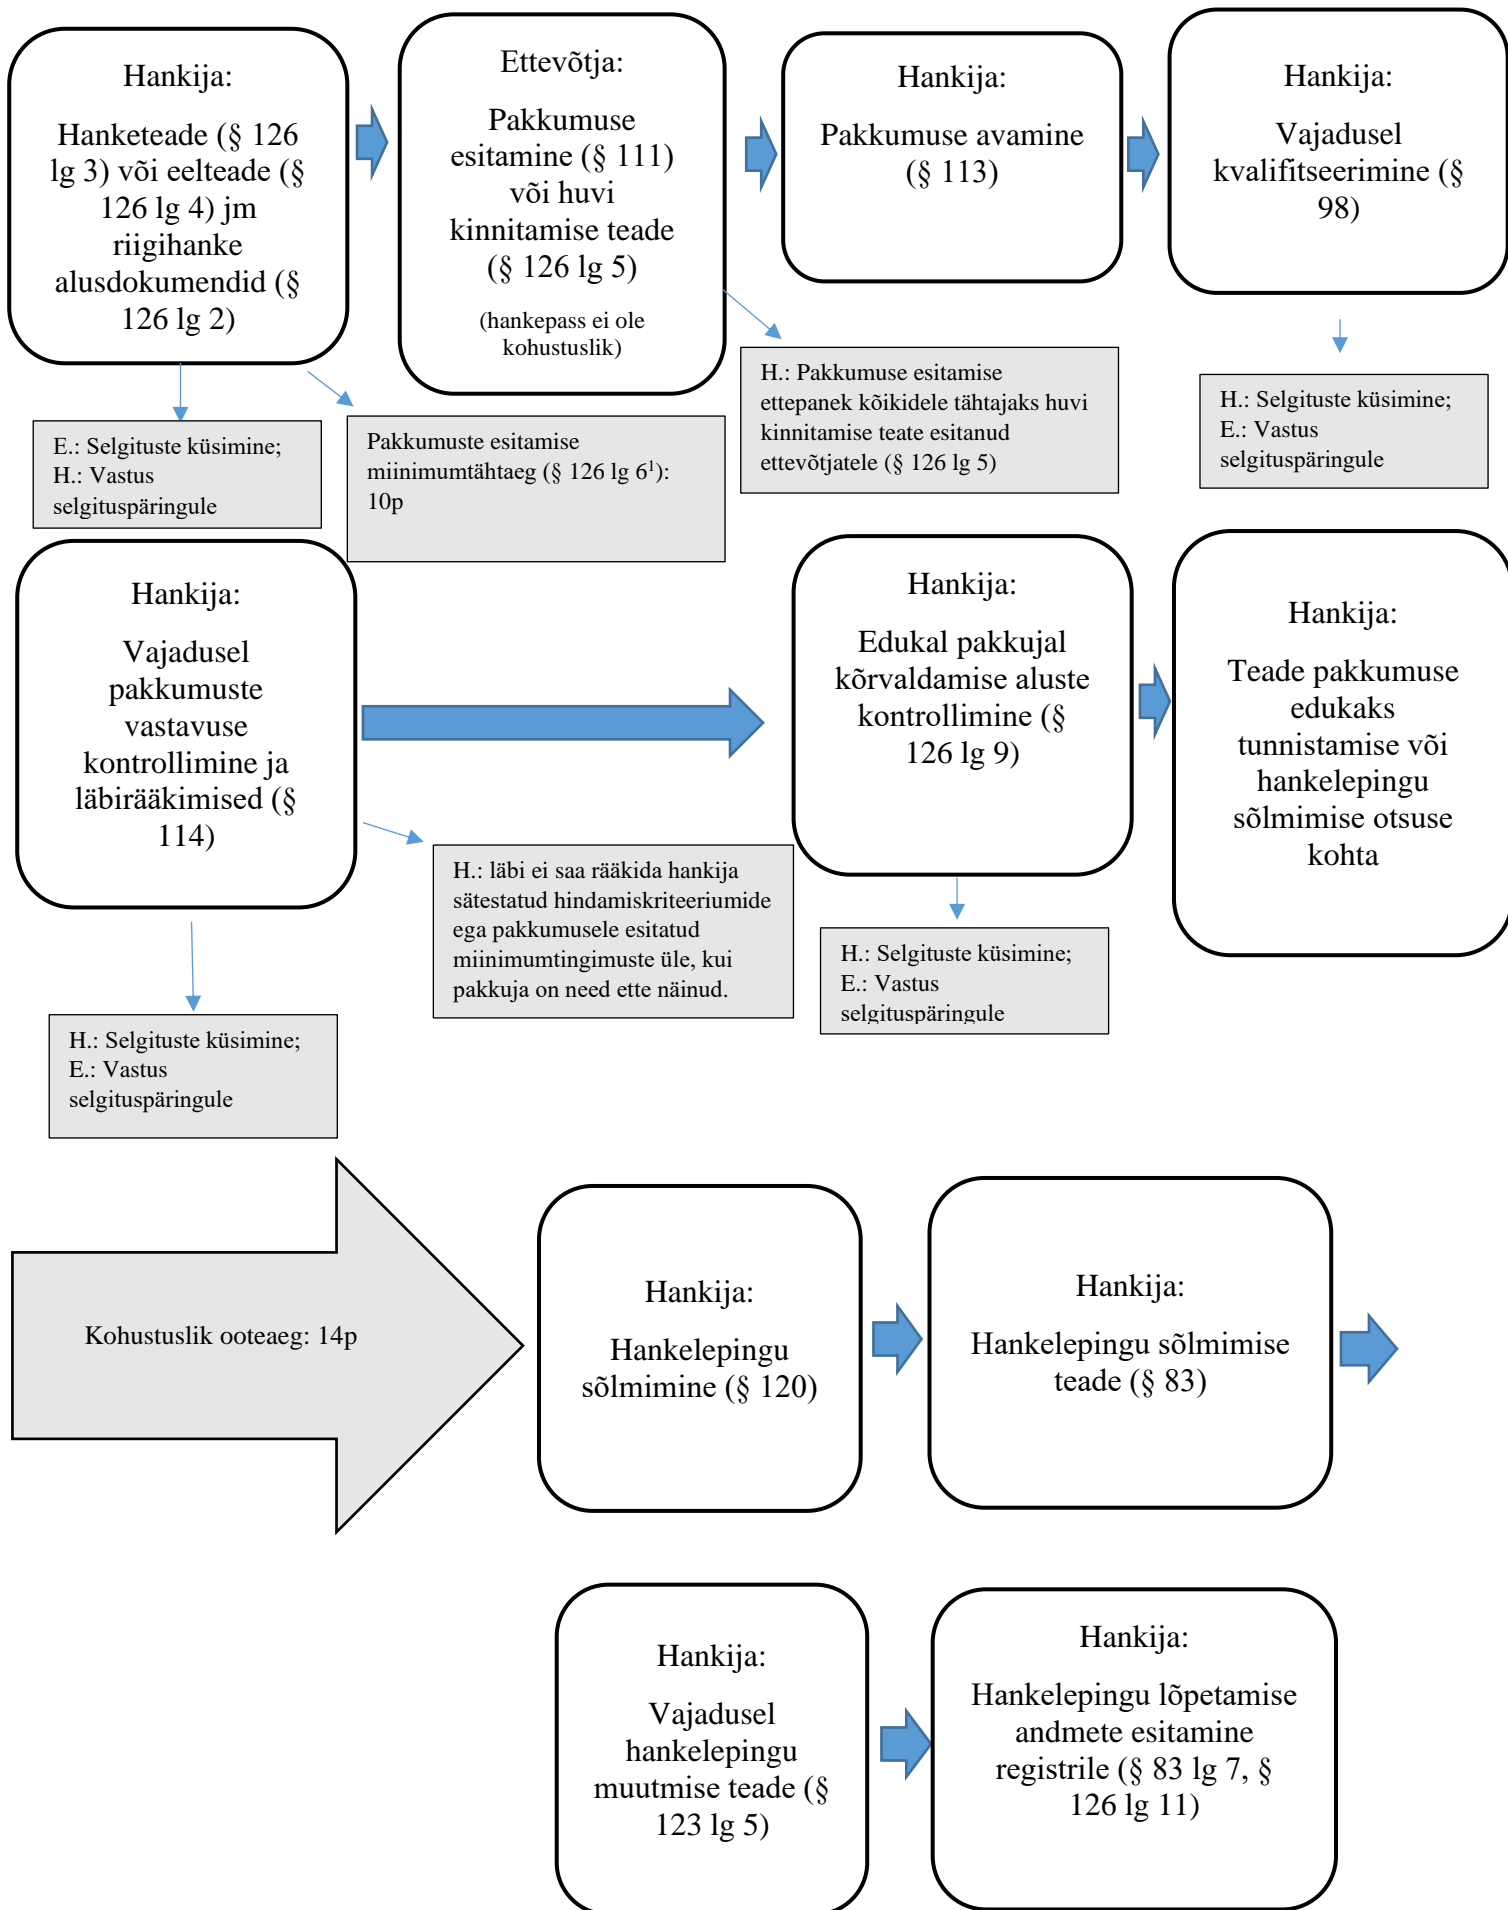 Hankija:
Hanketeade (§ 126
lg 3) või eelteade (§
126 lg 4) jm
riigihanke
alusdokumendid (§
126 lg 2)
Ettevõtja:
Pakkumuse
esitamine (§ 111)
või huvi
kinnitamise teade
(§ 126 lg 5)
(hankepass ei ole
kohustuslik)
Hankija:
Pakkumuse avamine
(§ 113)
Hankija:
Vajadusel
kvalifitseerimine (§
98)
E.: Selgituste küsimine;
H.: Vastus
selgituspäringule
Pakkumuste esitamise
miinimumtähtaeg (§ 126 lg 6¹):
10p
H.: Pakkumuse esitamise
ettepanek kõikidele tähtajaks huvi
kinnitamise teate esitanud
ettevõtjatele (§ 126 lg 5)
H.: Selgituste küsimine;
E.: Vastus
selgituspäringule
Hankija:
Vajadusel
pakkumuste
vastavuse
kontrollimine ja
läbirääkimised (§
114)
Hankija:
Edukal pakkujal
kõrvaldamise aluste
kontrollimine (§
126 lg 9)
Hankija:
Teade pakkumuse
edukaks
tunnistamise või
hankelepingu
sõlmimise otsuse
kohta
H.: läbi ei saa rääkida hankija
sätestatud hindamiskriteeriumide
ega pakkumusele esitatud
miinimumtingimuste üle, kui
pakkuja on need ette näinud.
H.: Selgituste küsimine;
E.: Vastus
selgituspäringule
H.: Selgituste küsimine;
E.: Vastus
selgituspäringule
Kohustuslik ooteaeg: 14p
Hankija:
Hankelepingu
sõlmimine (§ 120)
Hankija:
Hankelepingu sõlmimise
teade (§ 83)
Hankija:
Vajadusel
hankelepingu
muutmise teade (§
123 lg 5)
Hankija:
Hankelepingu lõpetamise
andmete esitamine
registrile (§ 83 lg 7, §
126 lg 11)